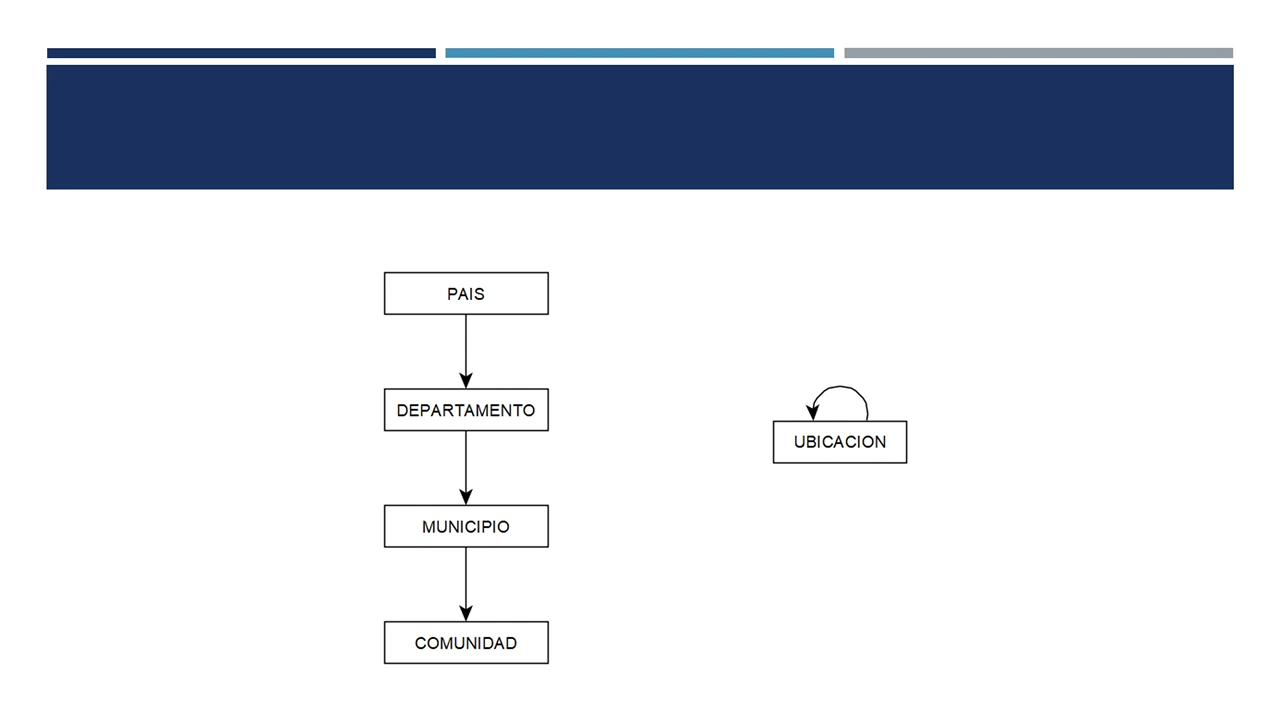 PAIS
DEPARTAMENTO
MUNICIPIO
COMUNIDAD
UBICACION